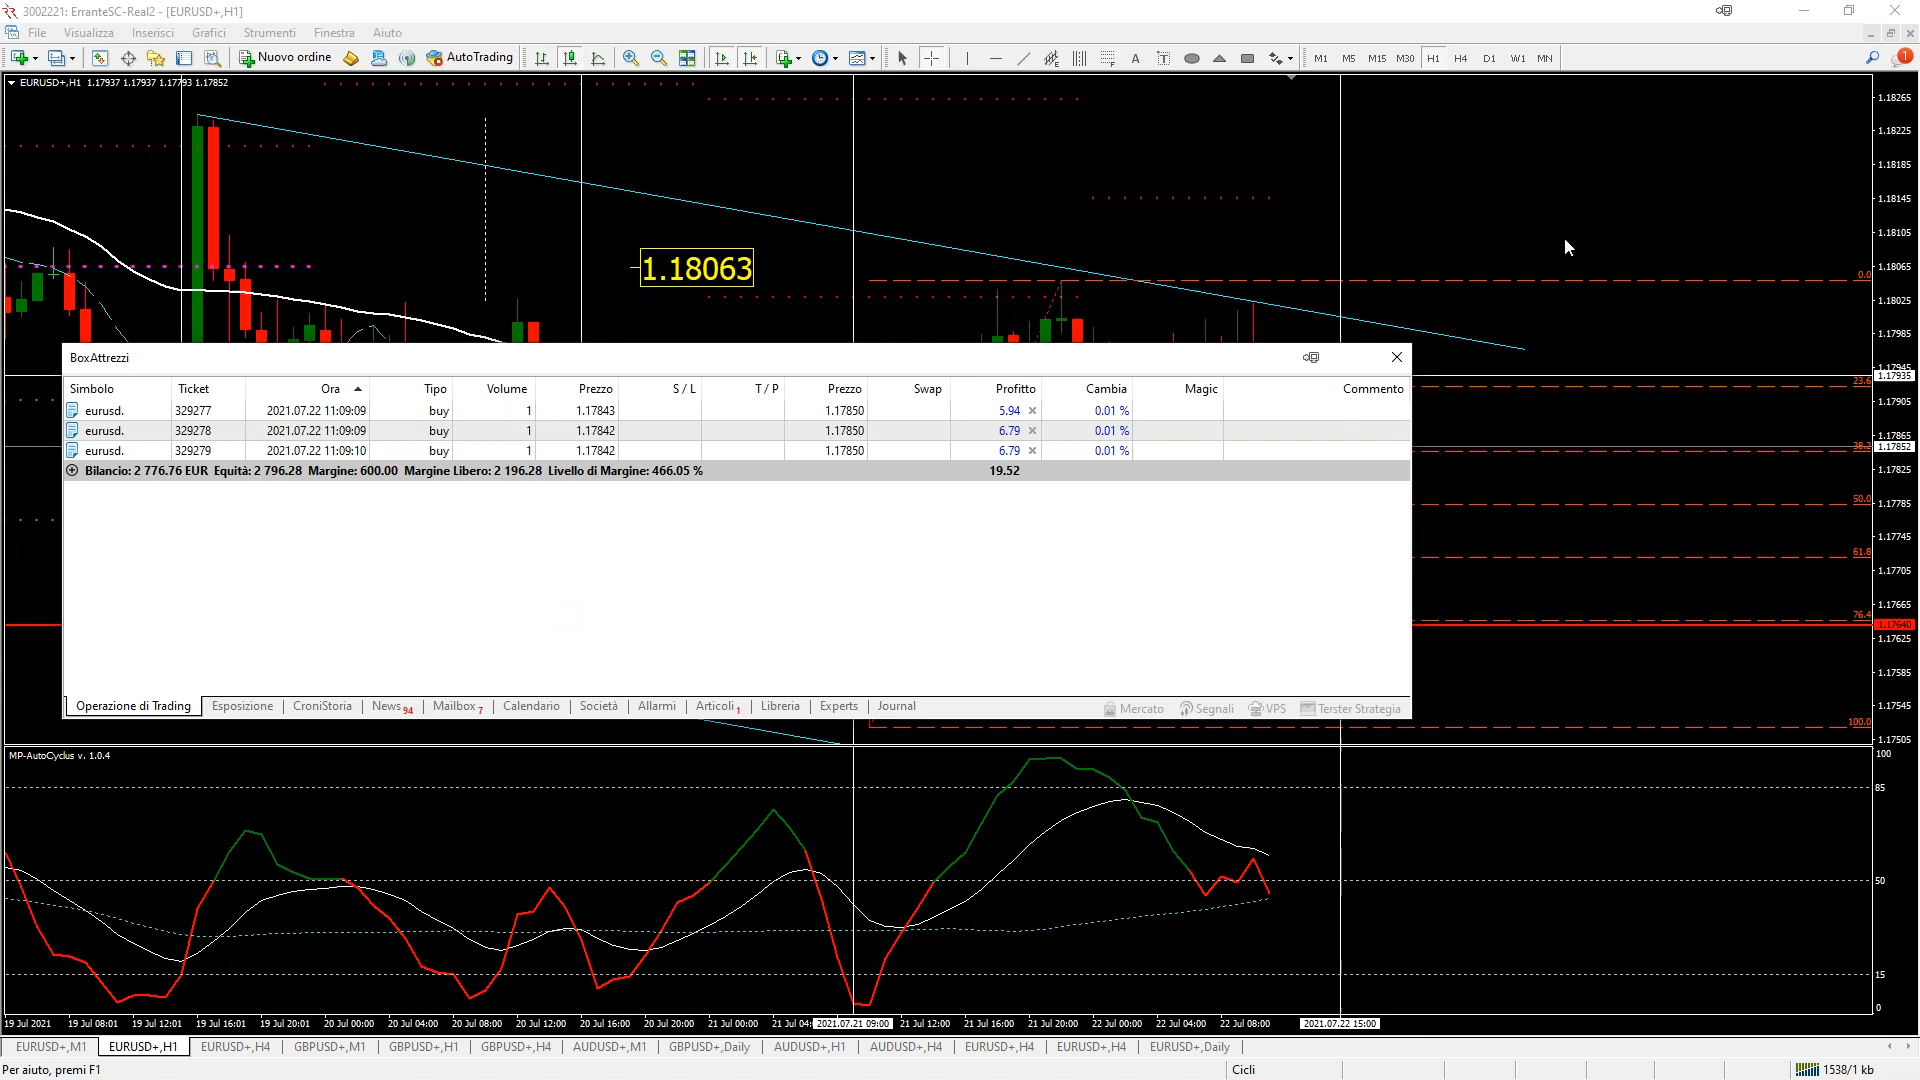 3002221: ErranteSC-Real2 - [EURUSD+,H1]
File Visualizza Inserisci Grafici Strumenti Finestra Aiuto
Nuovo ordine AutoTrading A T M1 M5 M15 M30 H1 H4 D1 W1 MN 1
EURUSD+,H1 1.17937 1.17937 1.17793 1.17852
1.18265
1.18225
1.18185
1.18145
1.18105
1.18063
1.18065
0.0
1.18025
1.17985
1.17945
1.17935
23.6
1.17905
1.17865
38.2
1.17852
1.17825
50.0
1.17785
1.17745
61.8
1.17705
1.17665
76.4
1.17640
1.17625
1.17585
1.17545
100.0
1.17505
BoxAttrezzi
Simbolo Ticket Ora Tipo Volume Prezzo S / L T / P Prezzo Swap Profitto Cambia Magic Commento
eurusd. 329277 2021.07.22 11:09:09 buy 1 1.17843 1.17850 5.94 0.01 %
eurusd. 329278 2021.07.22 11:09:09 buy 1 1.17842 1.17850 6.79 0.01 %
eurusd. 329279 2021.07.22 11:09:10 buy 1 1.17842 1.17850 6.79 0.01 %
Bilancio: 2 776.76 EUR Equità: 2 796.28 Margine: 600.00 Margine Libero: 2 196.28 Livello di Margine: 466.05 % 19.52
Operazione di Trading Esposizione CroniStoria News 94 Mailbox 7 Calendario Società Allarmi Articoli 1 Libreria Experts Journal Mercato Segnali VPS Terster Strategia
MP-AutoCyclus v. 1.0.4
100
85
50
15
0
19 Jul 2021 19 Jul 08:01 19 Jul 12:01 19 Jul 16:01 19 Jul 20:01 20 Jul 00:00 20 Jul 04:00 20 Jul 08:00 20 Jul 12:00 20 Jul 16:00 20 Jul 20:00 21 Jul 00:00 21 Jul 04: 2021.07.21 09:00 21 Jul 12:00 21 Jul 16:00 21 Jul 20:00 22 Jul 00:00 22 Jul 04:00 22 Jul 08:00 2021.07.22 15:00
EURUSD+,M1 EURUSD+,H1 EURUSD+,H4 GBPUSD+,M1 GBPUSD+,H1 GBPUSD+,H4 AUDUSD+,M1 GBPUSD+,Daily AUDUSD+,H1 AUDUSD+,H4 EURUSD+,H4 EURUSD+,H4 EURUSD+,Daily
Per aiuto, premi F1 Cicli 1538/1 kb